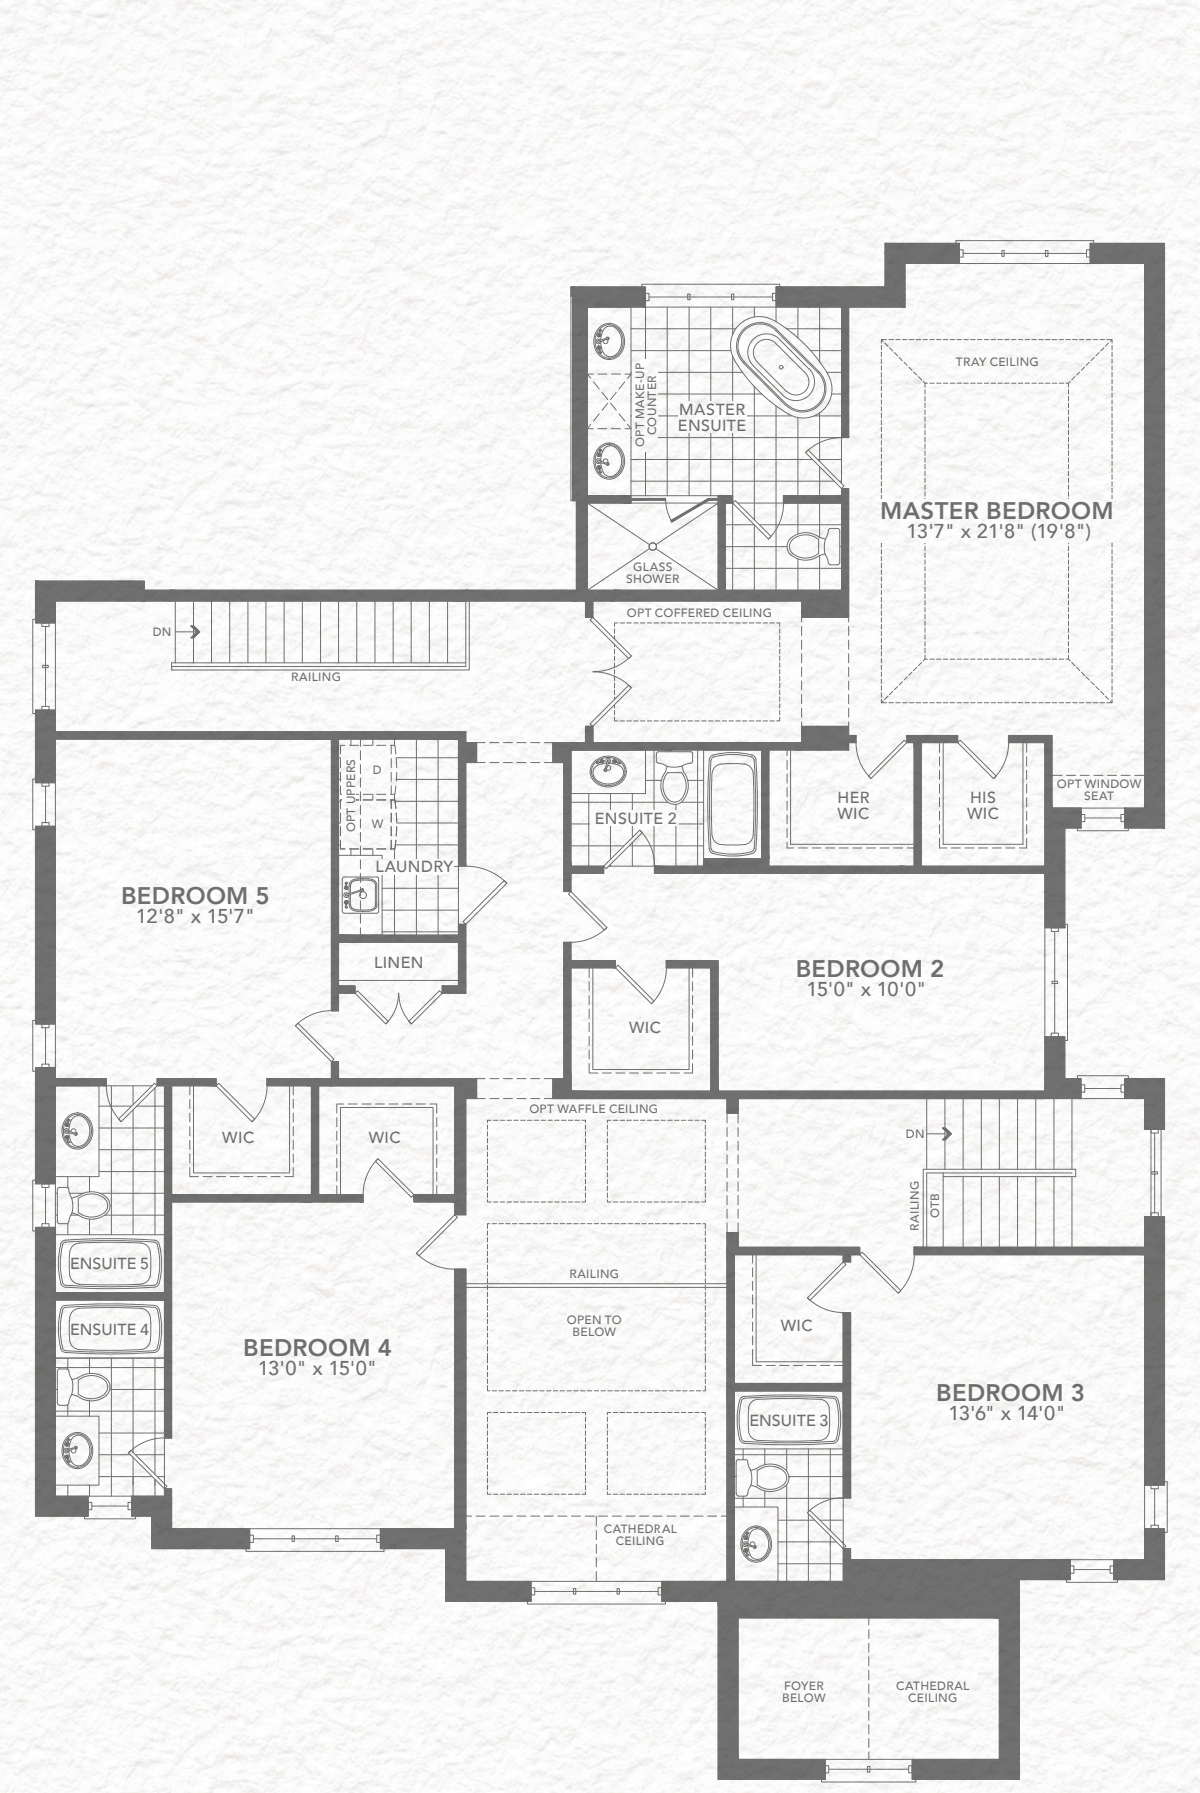 TRAY CEILING
OPT MAKE-UP
COUNTER
MASTER
ENSUITE
MASTER BEDROOM
13'7" x 21'8" (19'8")
GLASS
SHOWER
OPT COFFERED CEILING
DN
RAILING
OPT UPPERS
D
W
LAUNDRY
ENSUITE 2
HER
WIC
HIS
WIC
OPT WINDOW
SEAT
BEDROOM 5
12'8" x 15'7"
LINEN
BEDROOM 2
15'0" x 10'0"
WIC
OPT WAFFLE CEILING
WIC
WIC
DN
RAILING
OTB
ENSUITE 5
RAILING
OPEN TO
BELOW
WIC
ENSUITE 4
BEDROOM 4
13'0" x 15'0"
BEDROOM 3
13'6" x 14'0"
ENSUITE 3
CATHEDRAL
CEILING
FOYER
BELOW
CATHEDRAL
CEILING